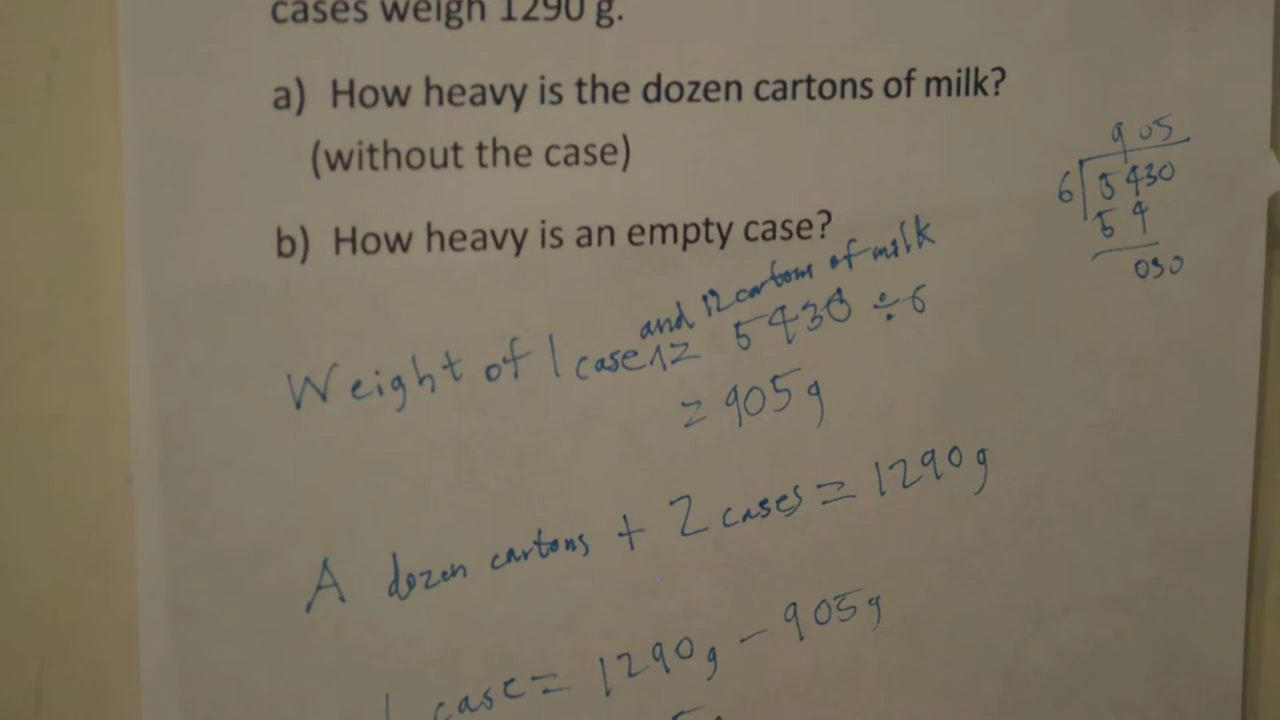 cases weigh 1290 g.
a) How heavy is the dozen cartons of milk?
(without the case)
b) How heavy is an empty case?
905
6 5430
54
030
and 12 cartons of milk
Weight of 1 case = 5430 ÷ 6
= 905 g
A dozen cartons + 2 cases = 1290 g
1 case = 1290g - 905g